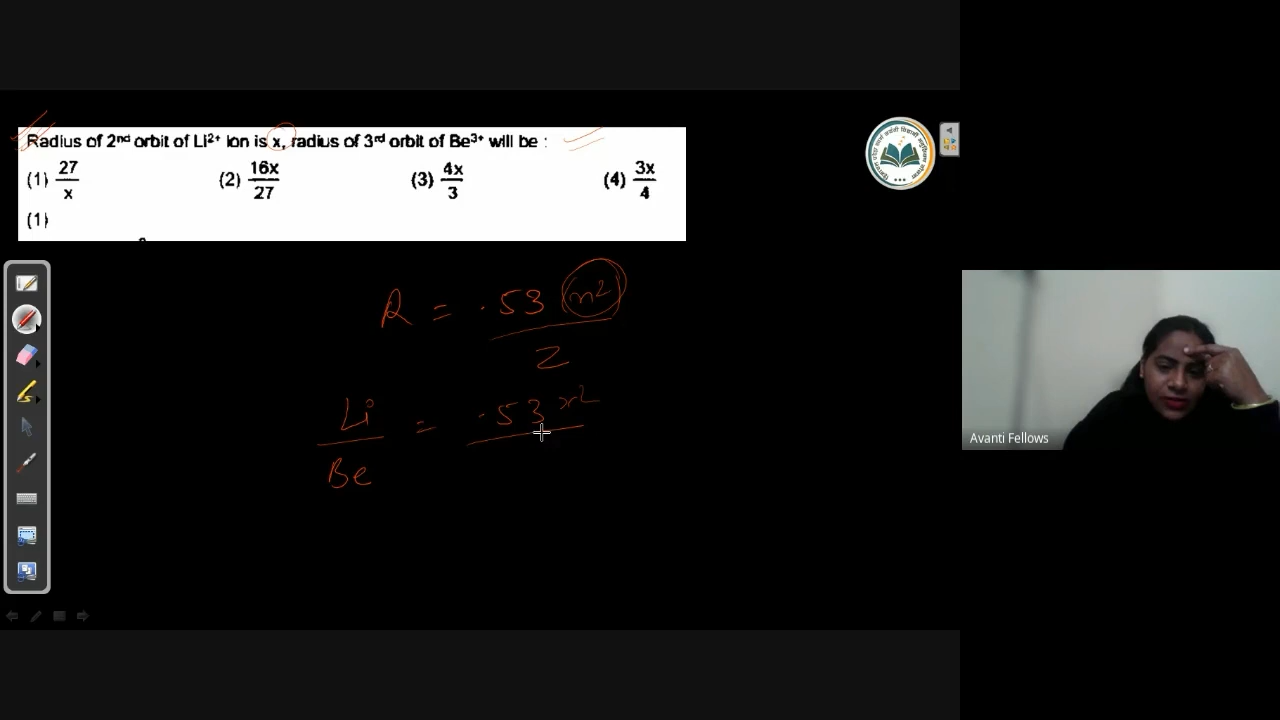 Radius of 2nd orbit of Li2+ Ion is x, radius of 3rd orbit of Be3+ will be :
(1) 27/x (2) 16x/27 (3) 4x/3 (4) 3x/4
(1)
R = .53 n2 / Z
Li / Be = .53 x2
Avanti Fellows